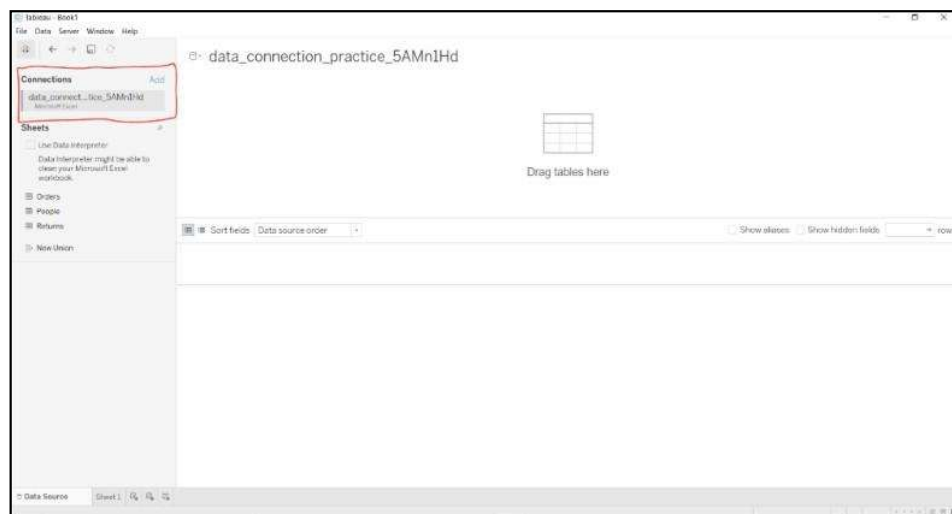 tableau - Book1
File Data Server Window Help
data_connection_practice_5AMn1Hd
Connections Add
data_connect...tice_5AMn1Hd
Microsoft Excel
Sheets
Use Data Interpreter
Data Interpreter might be able to
clean your Microsoft Excel
workbook.
Orders
People
Returns
New Union
Drag tables here
Sort fields Data source order
Show aliases Show hidden fields row
Data Source Sheet 1